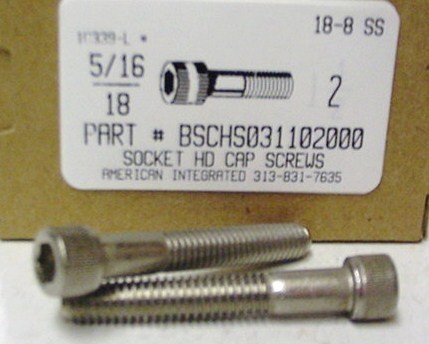 18-8 SS
5/16
18
2
PART # BSCHS031102000
SOCKET HD CAP SCREWS
AMERICAN INTEGRATED 313-831-7635